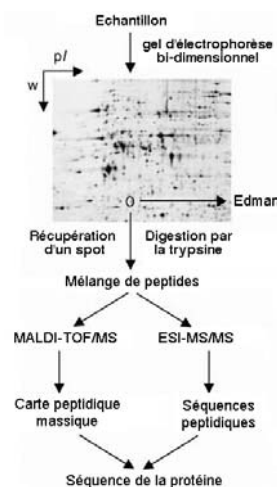 Echantillon
gel d'électrophorèse
bi-dimensionnel
pI
w
O
Edman
Récupération
d'un spot
Digestion par
la trypsine
Mélange de peptides
MALDI-TOF/MS
ESI-MS/MS
Carte peptidique
massique
Séquences
peptidiques
Séquence de la protéine